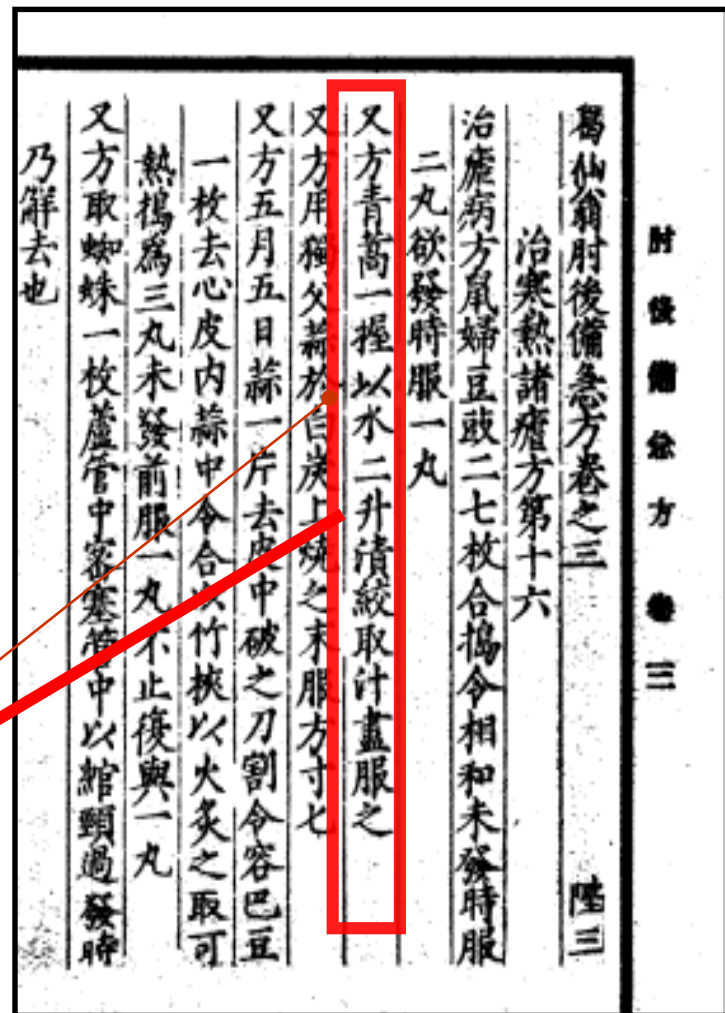 肘後備急方 卷三
葛仙翁肘後備急方卷之三 陞三
治寒熱諸瘧方第十六
治瘧病方鼠婦豆豉二七枚合搗令相和未發時服
二丸欲發時服一丸
又方青蒿一握以水二升漬絞取汁盡服之
又方用獨父蒜於白炭上燒之末服方寸匕
又方五月五日蒜一片去皮中破之刀割令容巴豆
一枚去心皮內蒜中令合以竹挾以火炙之取可
熱搗爲三丸未發前服一丸不止復與一丸
又方取蜘蛛一枚蘆管中密塞管中以綰頸過發時
乃解去也